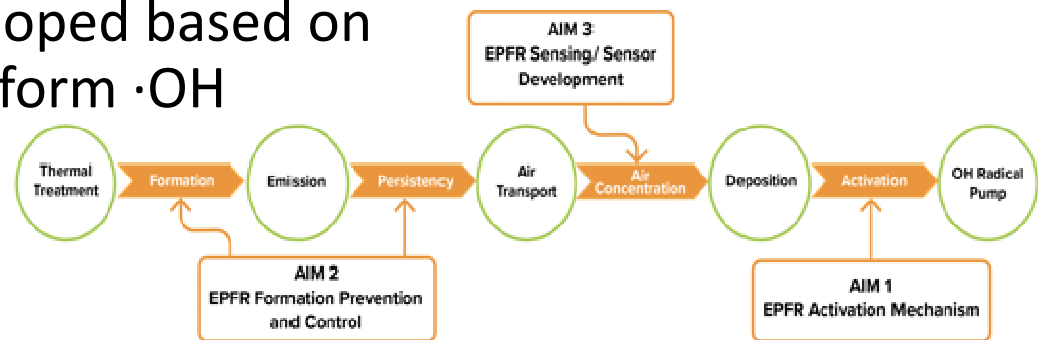 oped based on
form ·OH
AIM 3:
EPFR Sensing/ Sensor
Development
Thermal
Treatment
Formation
Emission
Persistency
Air
Transport
Air
Concentration
Deposition
Activation
OH Radical
Pump
AIM 2
EPFR Formation Prevention
and Control
AIM 1
EPFR Activation Mechanism